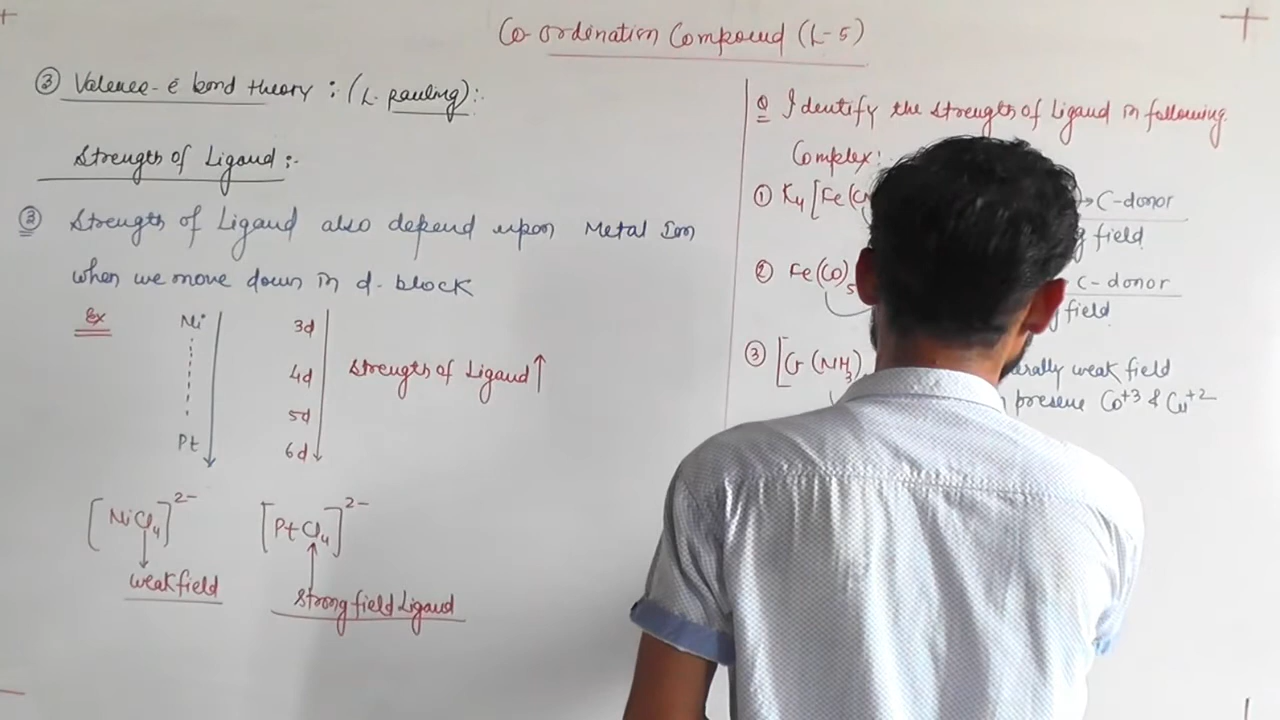 Co-ordination Compound (L-5)
③ Valence-é bond theory :- (L. pauling):-
Strength of Ligand :-
② Strength of Ligand also depend upon Metal Ion
when we move down in d-block
Ex
Ni
Pt
3d
4d
5d
6d
Strength of Ligand ↑
[NiCl₄]²⁻
weak field
[PtCl₄]²⁻
Strong field Ligand
Q Identify the Strength of Ligand in following
Complex:-
① K₄[Fe(CN → C-donor
field
② Fe(CO)₅ C-donor
field
③ [Cr(NH₃) weak field
presence Co⁺³ & Cu⁺²